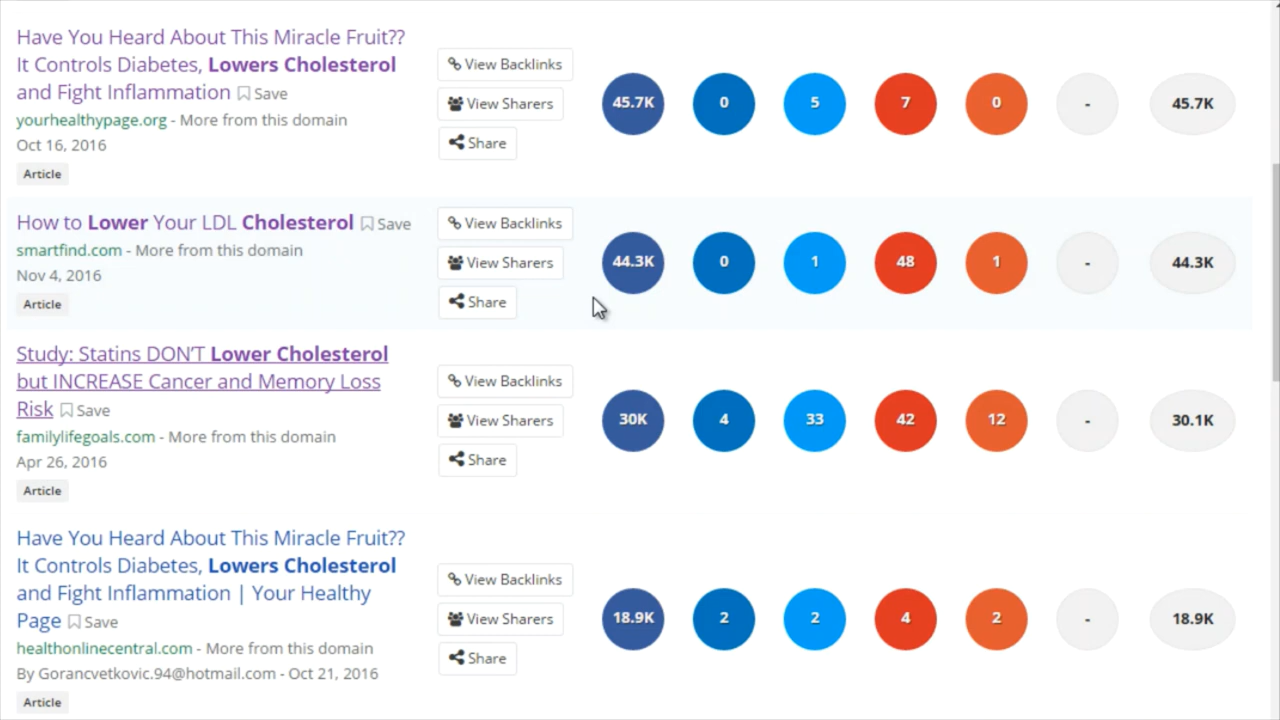 Have You Heard About This Miracle Fruit??
It Controls Diabetes, Lowers Cholesterol
and Fight Inflammation Save
yourhealthypage.org - More from this domain
Oct 16, 2016
Article
View Backlinks
View Sharers
Share
45.7K 0 5 7 0 - 45.7K
How to Lower Your LDL Cholesterol Save
smartfind.com - More from this domain
Nov 4, 2016
Article
View Backlinks
View Sharers
Share
44.3K 0 1 48 1 - 44.3K
Study: Statins DON'T Lower Cholesterol
but INCREASE Cancer and Memory Loss
Risk Save
familylifegoals.com - More from this domain
Apr 26, 2016
Article
View Backlinks
View Sharers
Share
30K 4 33 42 12 - 30.1K
Have You Heard About This Miracle Fruit??
It Controls Diabetes, Lowers Cholesterol
and Fight Inflammation | Your Healthy
Page Save
healthonlinecentral.com - More from this domain
By Gorancvetkovic.94@hotmail.com - Oct 21, 2016
Article
View Backlinks
View Sharers
Share
18.9K 2 2 4 2 - 18.9K